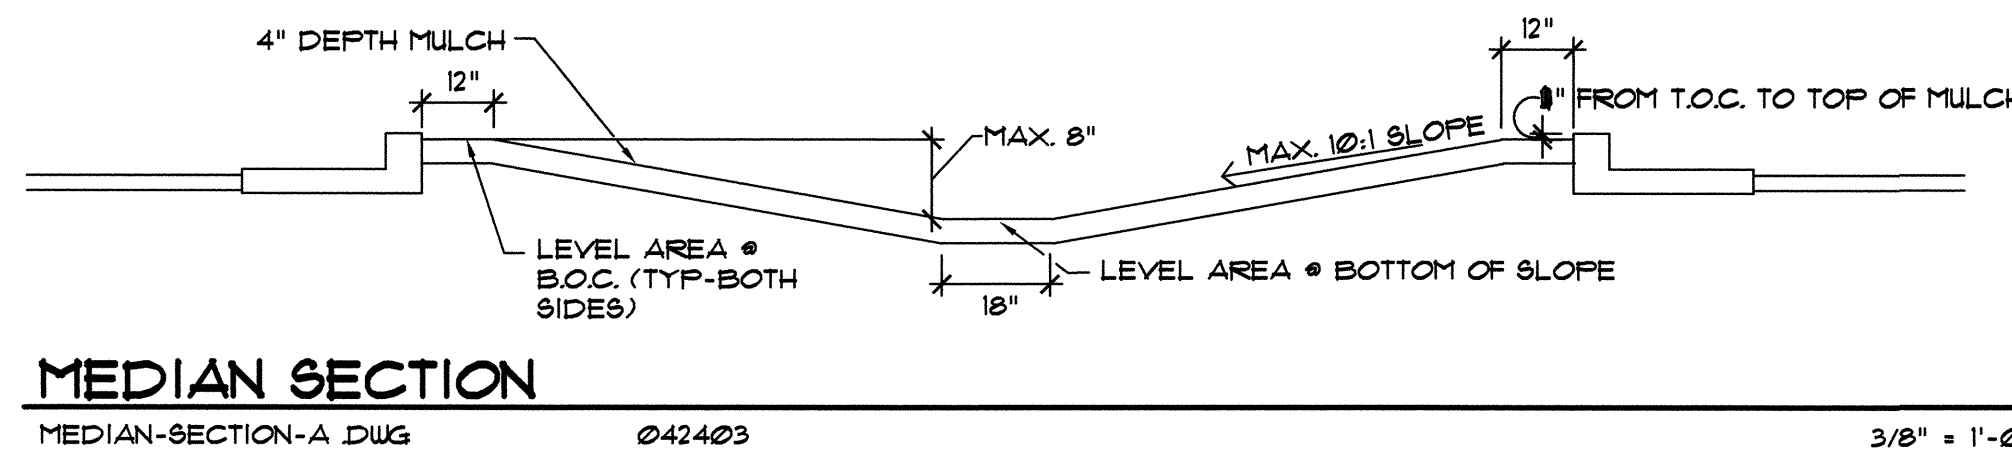 12"
4" DEPTH MULCH
12"
" FROM T.O.C. TO TOP OF MULCH
MAX. 8"
MAX. 10:1 SLOPE
LEVEL AREA @
B.O.C. (TYP-BOTH
SIDES)
LEVEL AREA @ BOTTOM OF SLOPE
18"
MEDIAN SECTION
MEDIAN-SECTION-A .DWG 042403 3/8" = 1'-0